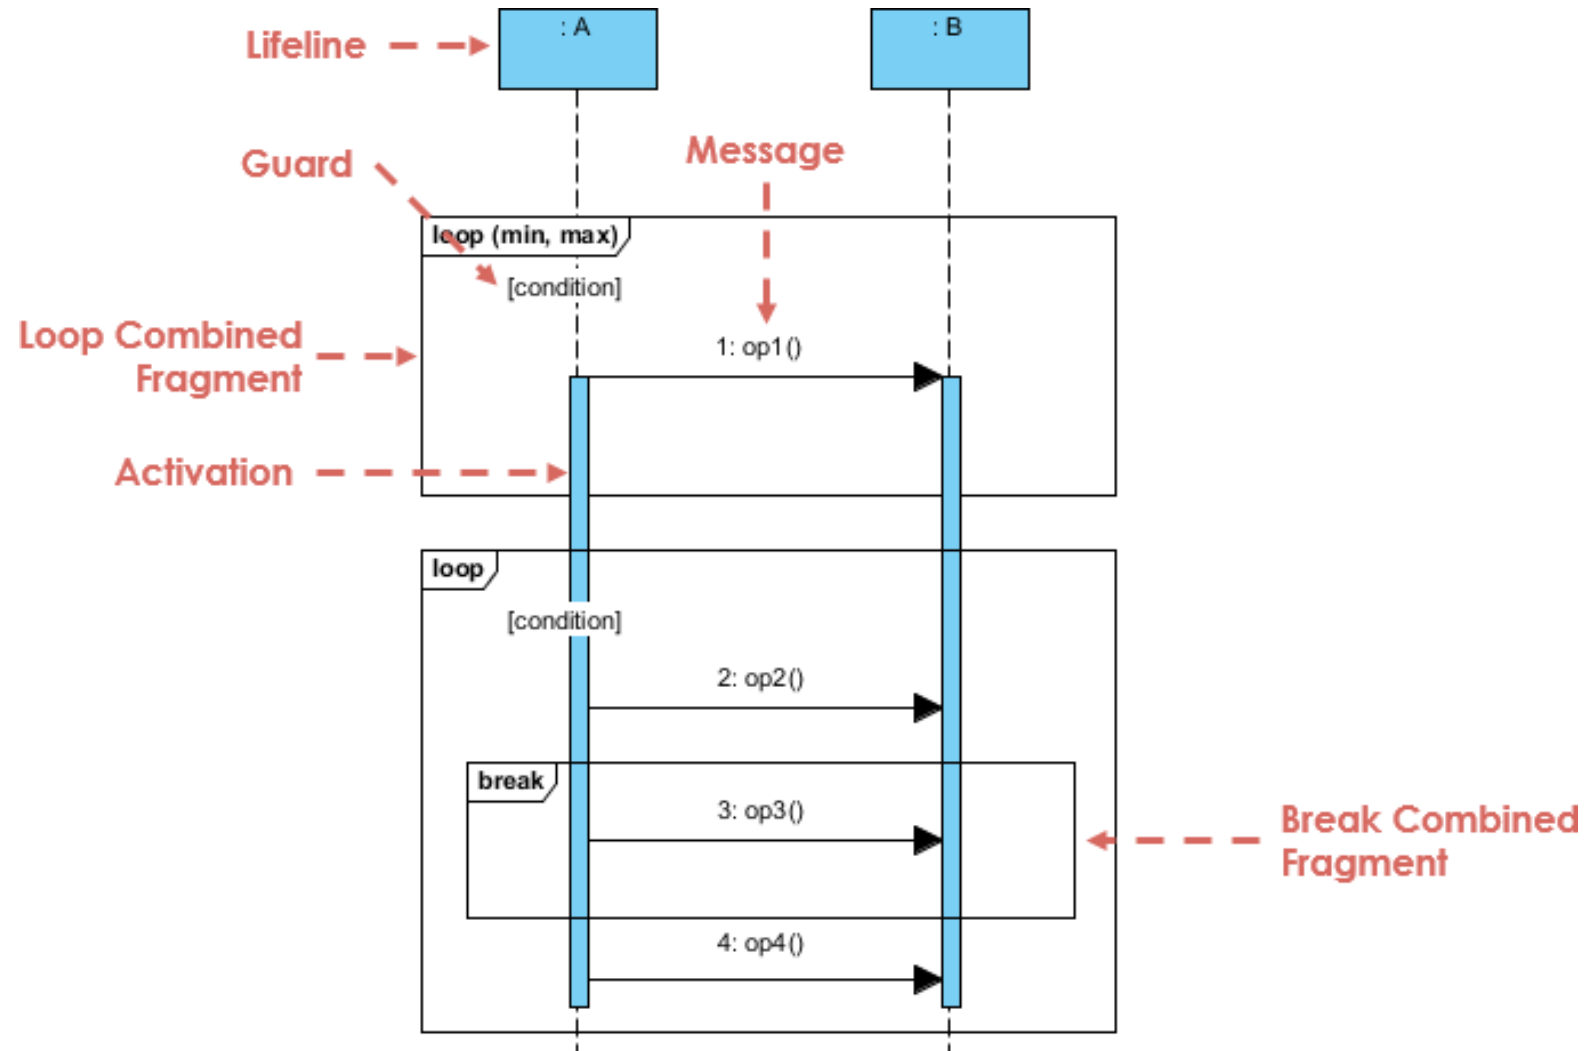 : A
: B
Lifeline
Message
Guard
loop (min, max)
[condition]
Loop Combined
Fragment
1: op1()
Activation
loop
[condition]
2: op2()
break
3: op3()
Break Combined
Fragment
4: op4()